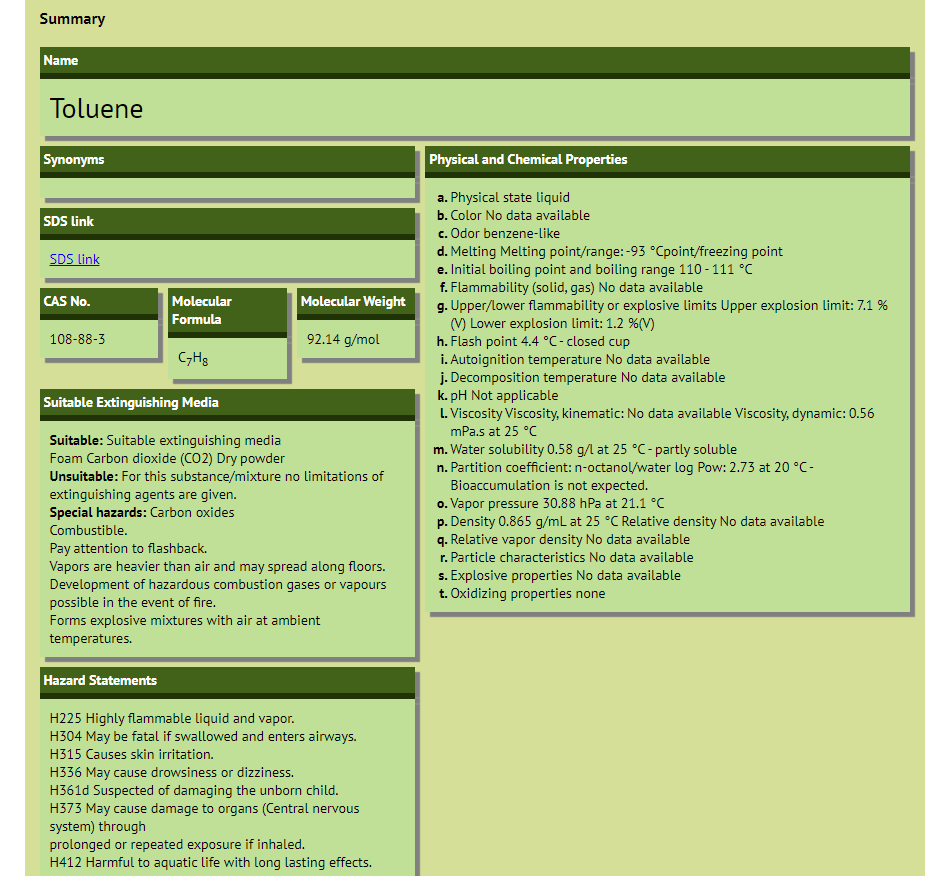 Summary
Name
Toluene
Synonyms
SDS link
SDS link
CAS No.
108-88-3
Molecular
Formula
C7H8
Molecular Weight
92.14 g/mol
Suitable Extinguishing Media
Suitable: Suitable extinguishing media
Foam Carbon dioxide (CO2) Dry powder
Unsuitable: For this substance/mixture no limitations of
extinguishing agents are given.
Special hazards: Carbon oxides
Combustible.
Pay attention to flashback.
Vapors are heavier than air and may spread along floors.
Development of hazardous combustion gases or vapours
possible in the event of fire.
Forms explosive mixtures with air at ambient
temperatures.
Hazard Statements
H225 Highly flammable liquid and vapor.
H304 May be fatal if swallowed and enters airways.
H315 Causes skin irritation.
H336 May cause drowsiness or dizziness.
H361d Suspected of damaging the unborn child.
H373 May cause damage to organs (Central nervous
system) through
prolonged or repeated exposure if inhaled.
H412 Harmful to aquatic life with long lasting effects.
Physical and Chemical Properties
a. Physical state liquid
b. Color No data available
c. Odor benzene-like
d. Melting Melting point/range: -93 °Cpoint/freezing point
e. Initial boiling point and boiling range 110 - 111 °C
f. Flammability (solid, gas) No data available
g. Upper/lower flammability or explosive limits Upper explosion limit: 7.1 %
(V) Lower explosion limit: 1.2 %(V)
h. Flash point 4.4 °C - closed cup
i. Autoignition temperature No data available
j. Decomposition temperature No data available
k. pH Not applicable
l. Viscosity Viscosity, kinematic: No data available Viscosity, dynamic: 0.56
mPa.s at 25 °C
m. Water solubility 0.58 g/l at 25 °C - partly soluble
n. Partition coefficient: n-octanol/water log Pow: 2.73 at 20 °C -
Bioaccumulation is not expected.
o. Vapor pressure 30.88 hPa at 21.1 °C
p. Density 0.865 g/mL at 25 °C Relative density No data available
q. Relative vapor density No data available
r. Particle characteristics No data available
s. Explosive properties No data available
t. Oxidizing properties none